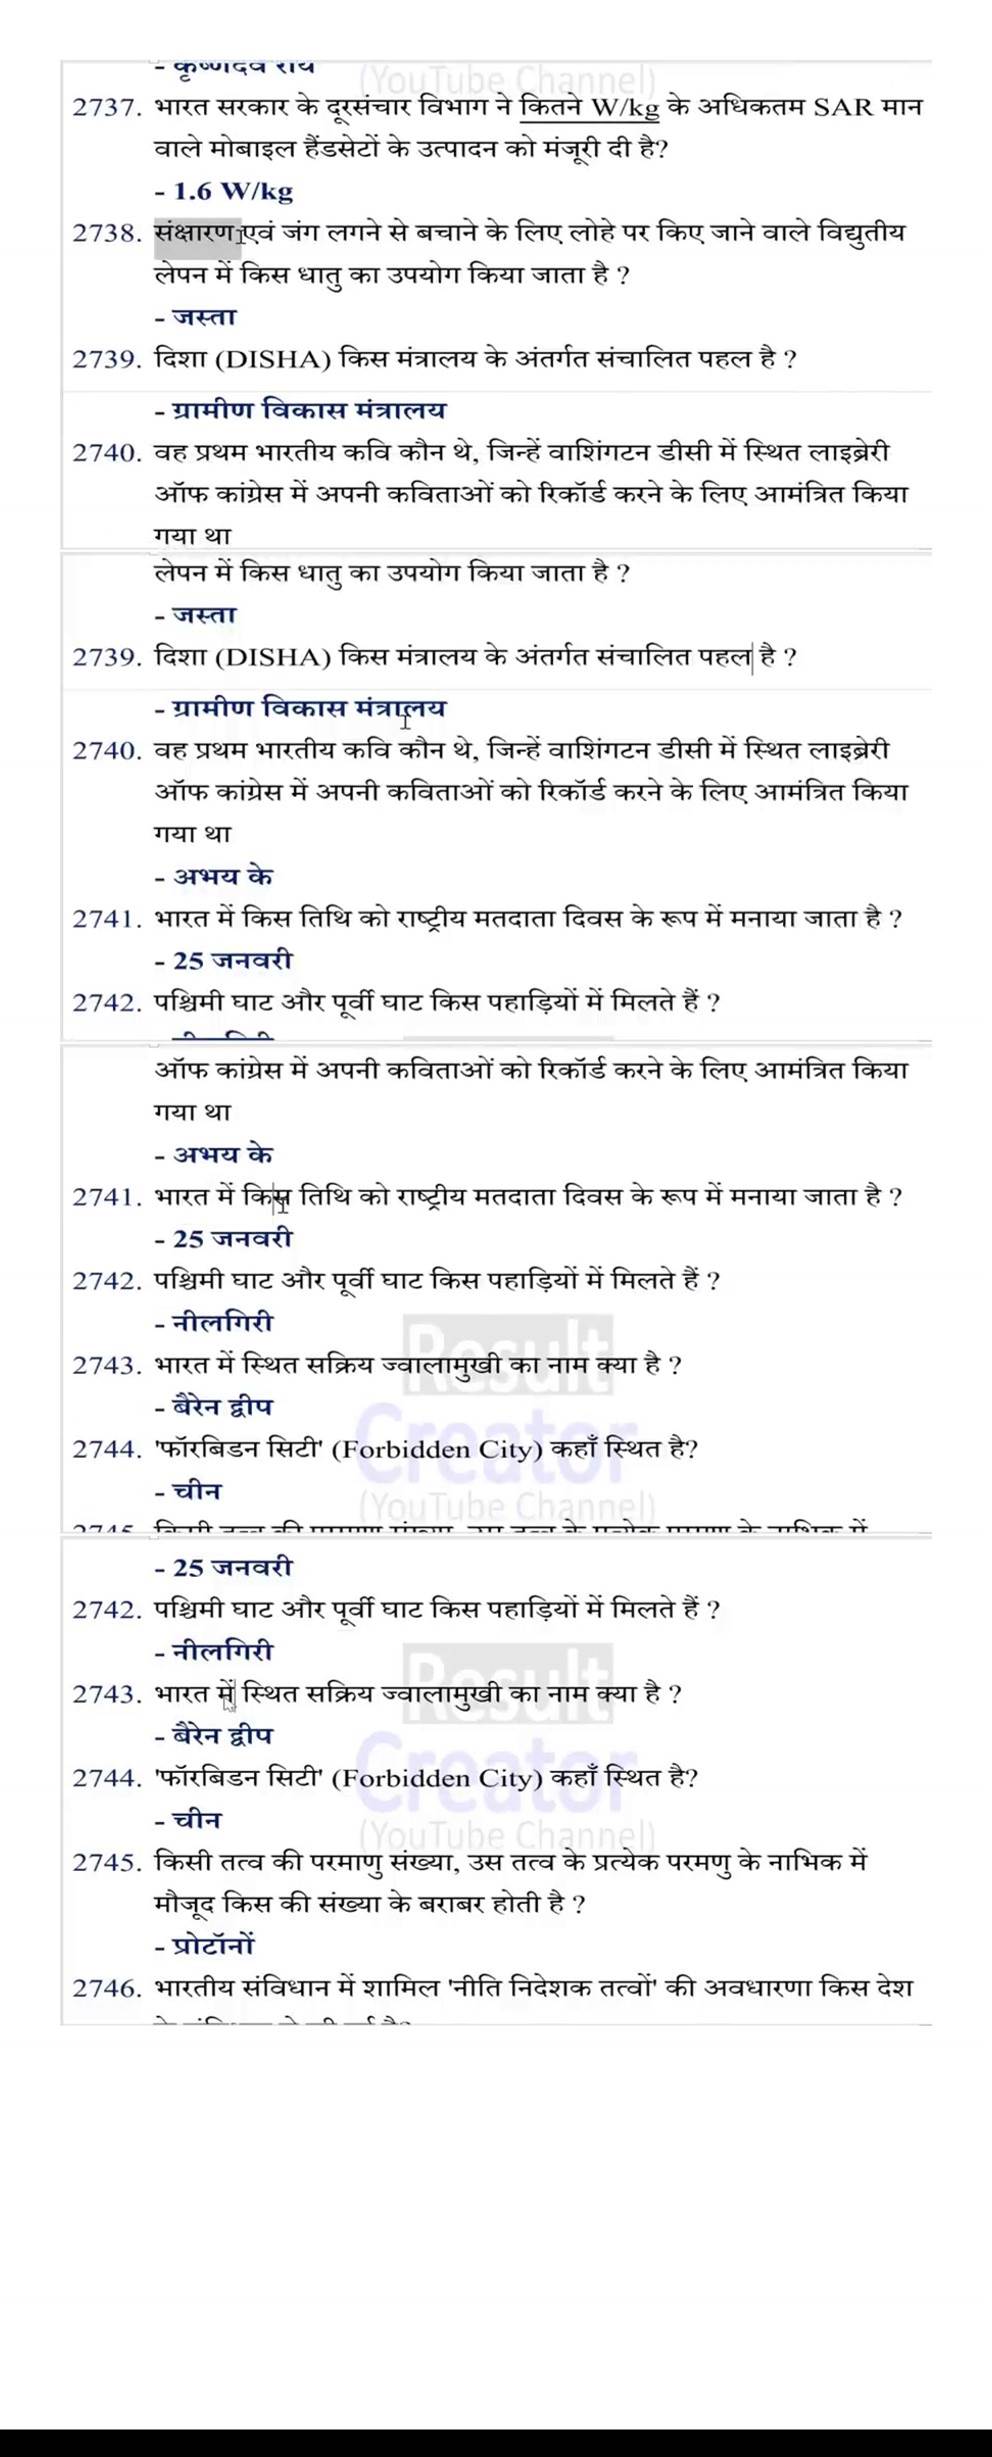 - कृष्णदेव राय
(YouTube Channel)
2737. भारत सरकार के दूरसंचार विभाग ने कितने W/kg के अधिकतम SAR मान
वाले मोबाइल हैंडसेटों के उत्पादन को मंजूरी दी है?
- 1.6 W/kg
2738. संक्षारण एवं जंग लगने से बचाने के लिए लोहे पर किए जाने वाले विद्युतीय
लेपन में किस धातु का उपयोग किया जाता है ?
- जस्ता
2739. दिशा (DISHA) किस मंत्रालय के अंतर्गत संचालित पहल है ?
- ग्रामीण विकास मंत्रालय
2740. वह प्रथम भारतीय कवि कौन थे, जिन्हें वाशिंगटन डीसी में स्थित लाइब्रेरी
ऑफ कांग्रेस में अपनी कविताओं को रिकॉर्ड करने के लिए आमंत्रित किया
गया था
लेपन में किस धातु का उपयोग किया जाता है ?
- जस्ता
2739. दिशा (DISHA) किस मंत्रालय के अंतर्गत संचालित पहल है ?
- ग्रामीण विकास मंत्रालय
2740. वह प्रथम भारतीय कवि कौन थे, जिन्हें वाशिंगटन डीसी में स्थित लाइब्रेरी
ऑफ कांग्रेस में अपनी कविताओं को रिकॉर्ड करने के लिए आमंत्रित किया
गया था
- अभय के
2741. भारत में किस तिथि को राष्ट्रीय मतदाता दिवस के रूप में मनाया जाता है ?
- 25 जनवरी
2742. पश्चिमी घाट और पूर्वी घाट किस पहाड़ियों में मिलते हैं ?
ऑफ कांग्रेस में अपनी कविताओं को रिकॉर्ड करने के लिए आमंत्रित किया
गया था
- अभय के
2741. भारत में किस तिथि को राष्ट्रीय मतदाता दिवस के रूप में मनाया जाता है ?
- 25 जनवरी
2742. पश्चिमी घाट और पूर्वी घाट किस पहाड़ियों में मिलते हैं ?
- नीलगिरी
Result
2743. भारत में स्थित सक्रिय ज्वालामुखी का नाम क्या है ?
- बैरेन द्वीप
Creator
2744. 'फॉरबिडन सिटी' (Forbidden City) कहाँ स्थित है?
- चीन
(YouTube Channel)
- 25 जनवरी
2742. पश्चिमी घाट और पूर्वी घाट किस पहाड़ियों में मिलते हैं ?
- नीलगिरी
Result
2743. भारत में स्थित सक्रिय ज्वालामुखी का नाम क्या है ?
- बैरेन द्वीप
Creator
2744. 'फॉरबिडन सिटी' (Forbidden City) कहाँ स्थित है?
- चीन
(YouTube Channel)
2745. किसी तत्व की परमाणु संख्या, उस तत्व के प्रत्येक परमणु के नाभिक में
मौजूद किस की संख्या के बराबर होती है ?
- प्रोटॉनों
2746. भारतीय संविधान में शामिल 'नीति निदेशक तत्वों' की अवधारणा किस देश